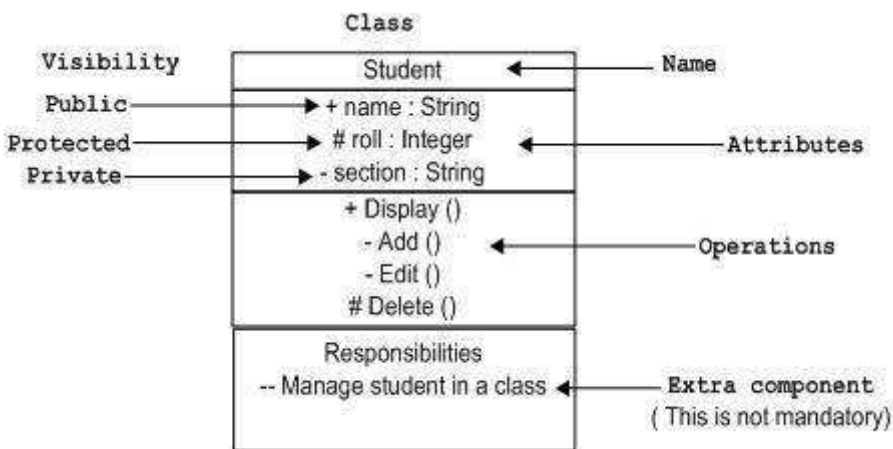 Class
Visibility
Student
Name
Public
+ name : String
Protected
# roll : Integer
Attributes
Private
- section : String
+ Display ()
- Add ()
Operations
- Edit ()
# Delete ()
Responsibilities
-- Manage student in a class
Extra component
( This is not mandatory)